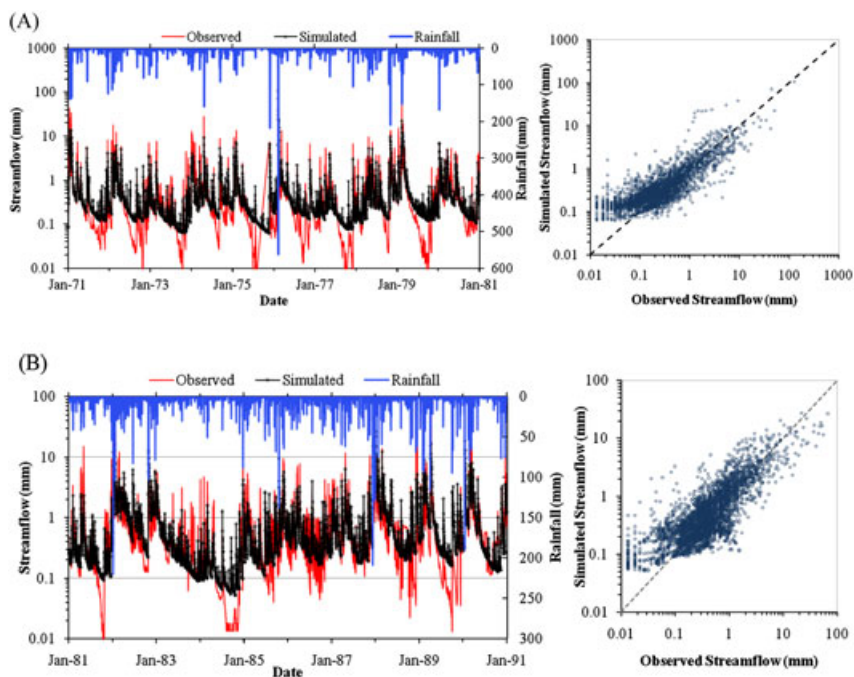 (A)
Observed Simulated Rainfall
Streamflow (mm)
1000
100
10
1
0.1
0.01
0
100
200
300
400
500
600
Rainfall (mm)
Jan-71 Jan-73 Jan-75 Jan-77 Jan-79 Jan-81
Date
Simulated Streamflow (mm)
1000
100
10
1
0.1
0.01
0.01 0.1 1 10 100 1000
Observed Streamflow (mm)
(B)
Observed Simulated Rainfall
Streamflow (mm)
100
10
1
0.1
0.01
0
50
100
150
200
250
300
Rainfall (mm)
Jan-81 Jan-83 Jan-85 Jan-87 Jan-89 Jan-91
Date
Simulated Streamflow (mm)
100
10
1
0.1
0.01
0.01 0.1 1 10 100
Observed Streamflow (mm)